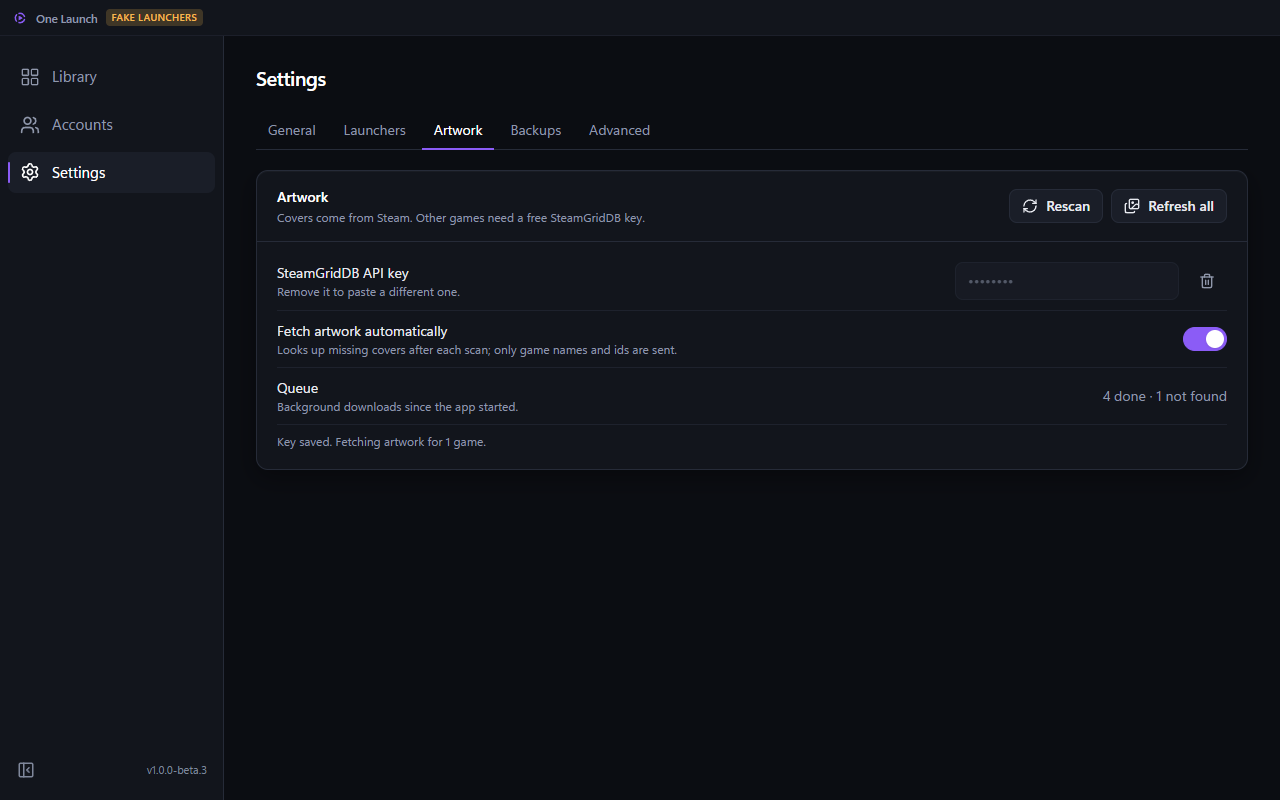 One Launch FAKE LAUNCHERS
Library
Accounts
Settings
v1.0.0-beta.3
Settings
General Launchers Artwork Backups Advanced
Artwork
Covers come from Steam. Other games need a free SteamGridDB key.
Rescan Refresh all
SteamGridDB API key
Remove it to paste a different one.
••••••••
Fetch artwork automatically
Looks up missing covers after each scan; only game names and ids are sent.
Queue
Background downloads since the app started.
4 done · 1 not found
Key saved. Fetching artwork for 1 game.